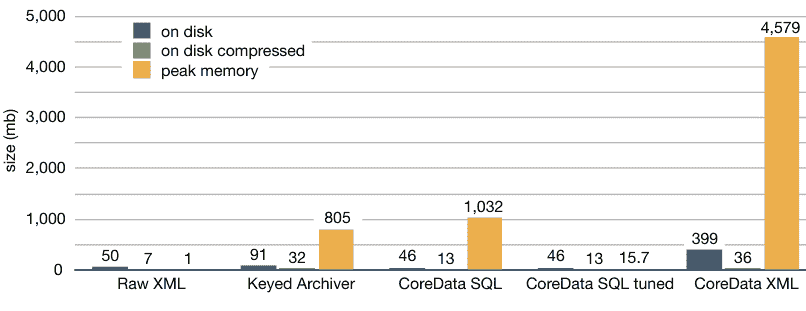 5,000
4,000
3,000
2,000
1,000
0
size (mb)
on disk
on disk compressed
peak memory
50 7 1
91 32 805
46 13 1,032
46 13 15.7
399 36 4,579
Raw XML Keyed Archiver CoreData SQL CoreData SQL tuned CoreData XML